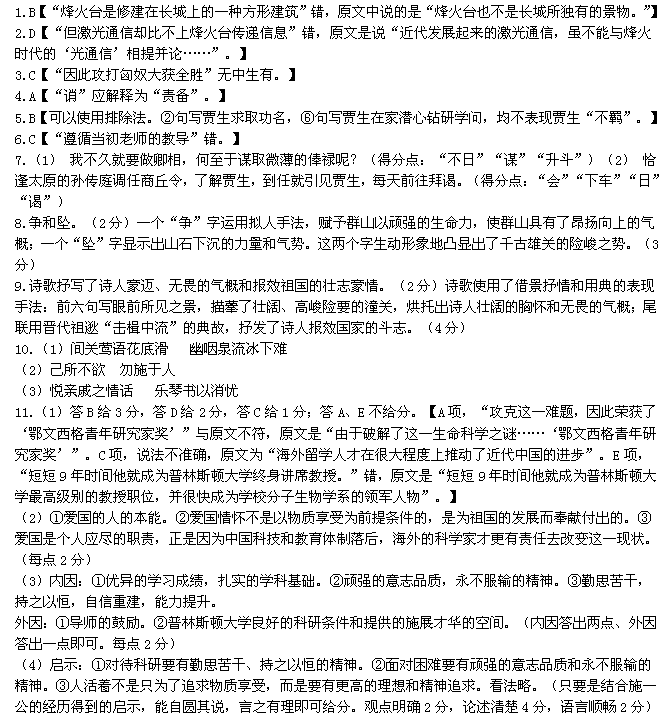 1.B【“烽火台是修建在长城上的一种方形建筑”错，原文中说的是“烽火台也不是长城所独有的景物。”】
2.D【“但激光通信却比不上烽火台传递信息”错，原文是说“近代发展起来的激光通信，虽不能与烽火
时代的‘光通信’相提并论……”。】
3.C【“因此攻打匈奴大获全胜”无中生有。】
4.A【“诮”应解释为“责备”。】
5.B【可以使用排除法。②句写贾生求取功名，⑥句写贾生在家潜心钻研学问，均不表现贾生“不羁”。】
6.C【“遵循当初老师的教导”错。】
7.（1） 我不久就要做卿相，何至于谋取微薄的俸禄呢？（得分点：“不日”“谋”“升斗”）（2） 恰
逢太原的孙传庭调任商丘令，了解贾生，到任就引见贾生，每天前往拜谒。（得分点：“会”“下车”“日”
“谒”）
8.争和坠。（2分）一个“争”字运用拟人手法，赋予群山以顽强的生命力，使群山具有了昂扬向上的气
概；一个“坠”字显示出山石下沉的力量和气势。这两个字生动形象地凸显出了千古雄关的险峻之势。（3
分）
9.诗歌抒写了诗人豪迈、无畏的气概和报效祖国的壮志豪情。（2分）诗歌使用了借景抒情和用典的表现
手法：前六句写眼前所见之景，描摹了壮阔、高峻险要的潼关，烘托出诗人壮阔的胸怀和无畏的气概；尾
联用晋代祖逖“击楫中流”的典故，抒发了诗人报效国家的斗志。（4分）
10.（1）间关莺语花底滑 幽咽泉流冰下难
（2）己所不欲 勿施于人
（3）悦亲戚之情话 乐琴书以消忧
11.（1）答B给3分，答D给2分，答C给1分；答A、E不给分。【A项，“攻克这一难题，因此荣获了
‘鄂文西格青年研究家奖’”与原文不符，原文是“由于破解了这一生命科学之谜……‘鄂文西格青年研
究家奖’”。C项，说法不准确，原文为“海外留学人才在很大程度上推动了近代中国的进步”。E项，
“短短9年时间他就成为普林斯顿大学终身讲席教授。”错，原文是“短短9年时间他就成为普林斯顿大
学最高级别的教授职位，并很快成为学校分子生物学系的领军人物”。】
（2）①爱国的人的本能。②爱国情怀不是以物质享受为前提条件的，是为祖国的发展而奉献付出的。③
爱国是个人应尽的职责，正是因为中国科技和教育体制落后，海外的科学家才更有责任去改变这一现状。
（每点2分）
（3）内因：①优异的学习成绩，扎实的学科基础。②顽强的意志品质，永不服输的精神。③勤思苦干，
持之以恒，自信重建，能力提升。
外因：①导师的鼓励。②普林斯顿大学良好的科研条件和提供的施展才华的空间。（内因答出两点、外因
答出一点即可。每点2分）
（4）启示：①对待科研要有勤思苦干、持之以恒的精神。②面对困难要有顽强的意志品质和永不服输的
精神。③人活着不是只为了追求物质享受，而是要有更高的理想和精神追求。看法略。（只要是结合施一
公的经历得到的启示，能自圆其说，言之有理即可给分。观点明确2分，论述清楚4分，语言顺畅2分）